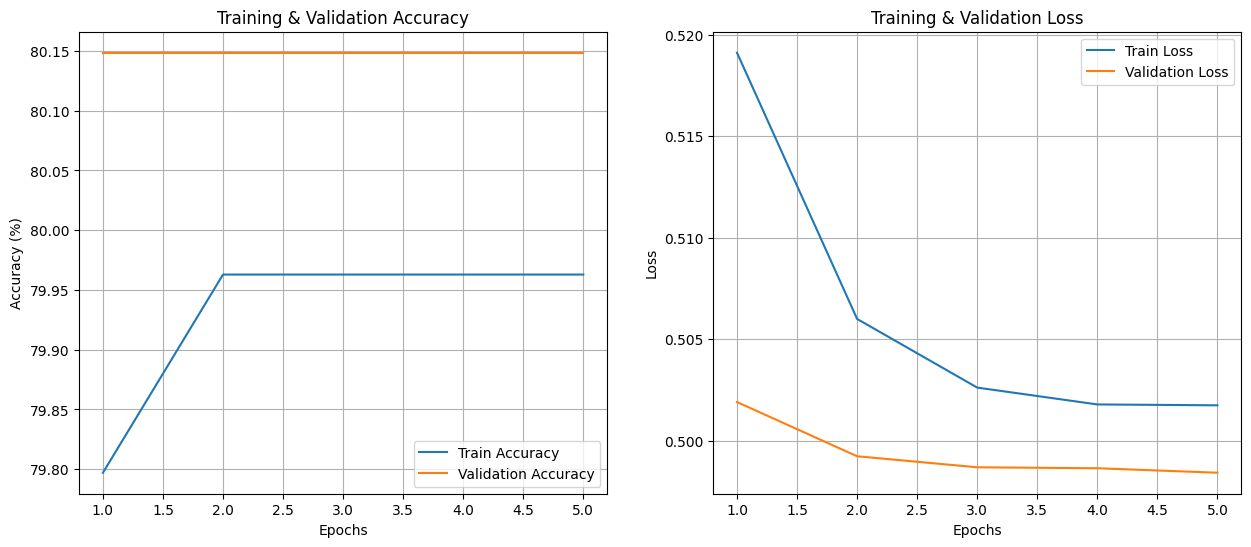 Training & Validation Accuracy
Accuracy (%)
80.15
80.10
80.05
80.00
79.95
79.90
79.85
79.80
Train Accuracy
Validation Accuracy
1.0 1.5 2.0 2.5 3.0 3.5 4.0 4.5 5.0
Epochs
Training & Validation Loss
Loss
0.520
0.515
0.510
0.505
0.500
Train Loss
Validation Loss
1.0 1.5 2.0 2.5 3.0 3.5 4.0 4.5 5.0
Epochs